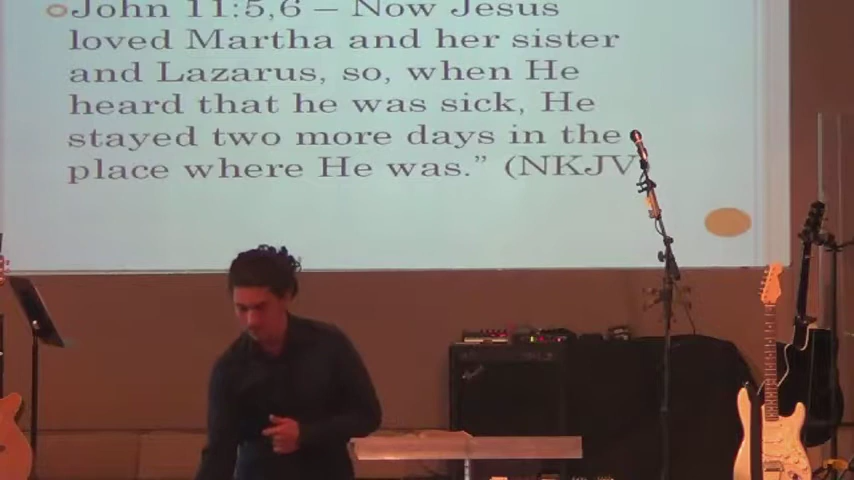 John 11:5,6 – Now Jesus
loved Martha and her sister
and Lazarus, so, when He
heard that he was sick, He
stayed two more days in the
place where He was.” (NKJV